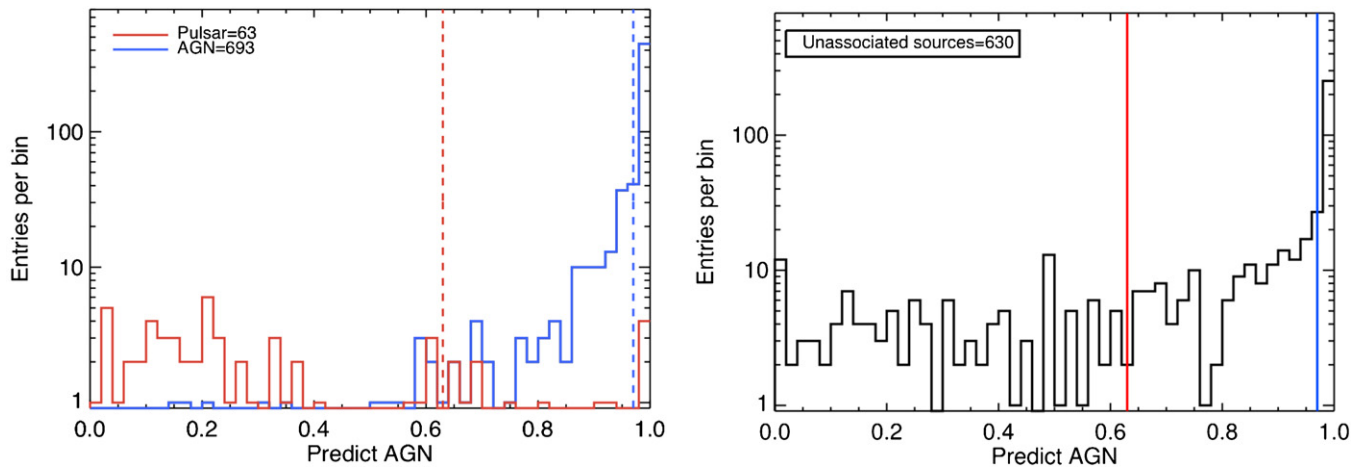 Pulsar=63
AGN=693
Entries per bin
100
10
1
0.0 0.2 0.4 0.6 0.8 1.0
Predict AGN
Unassociated sources=630
Entries per bin
100
10
1
0.0 0.2 0.4 0.6 0.8 1.0
Predict AGN